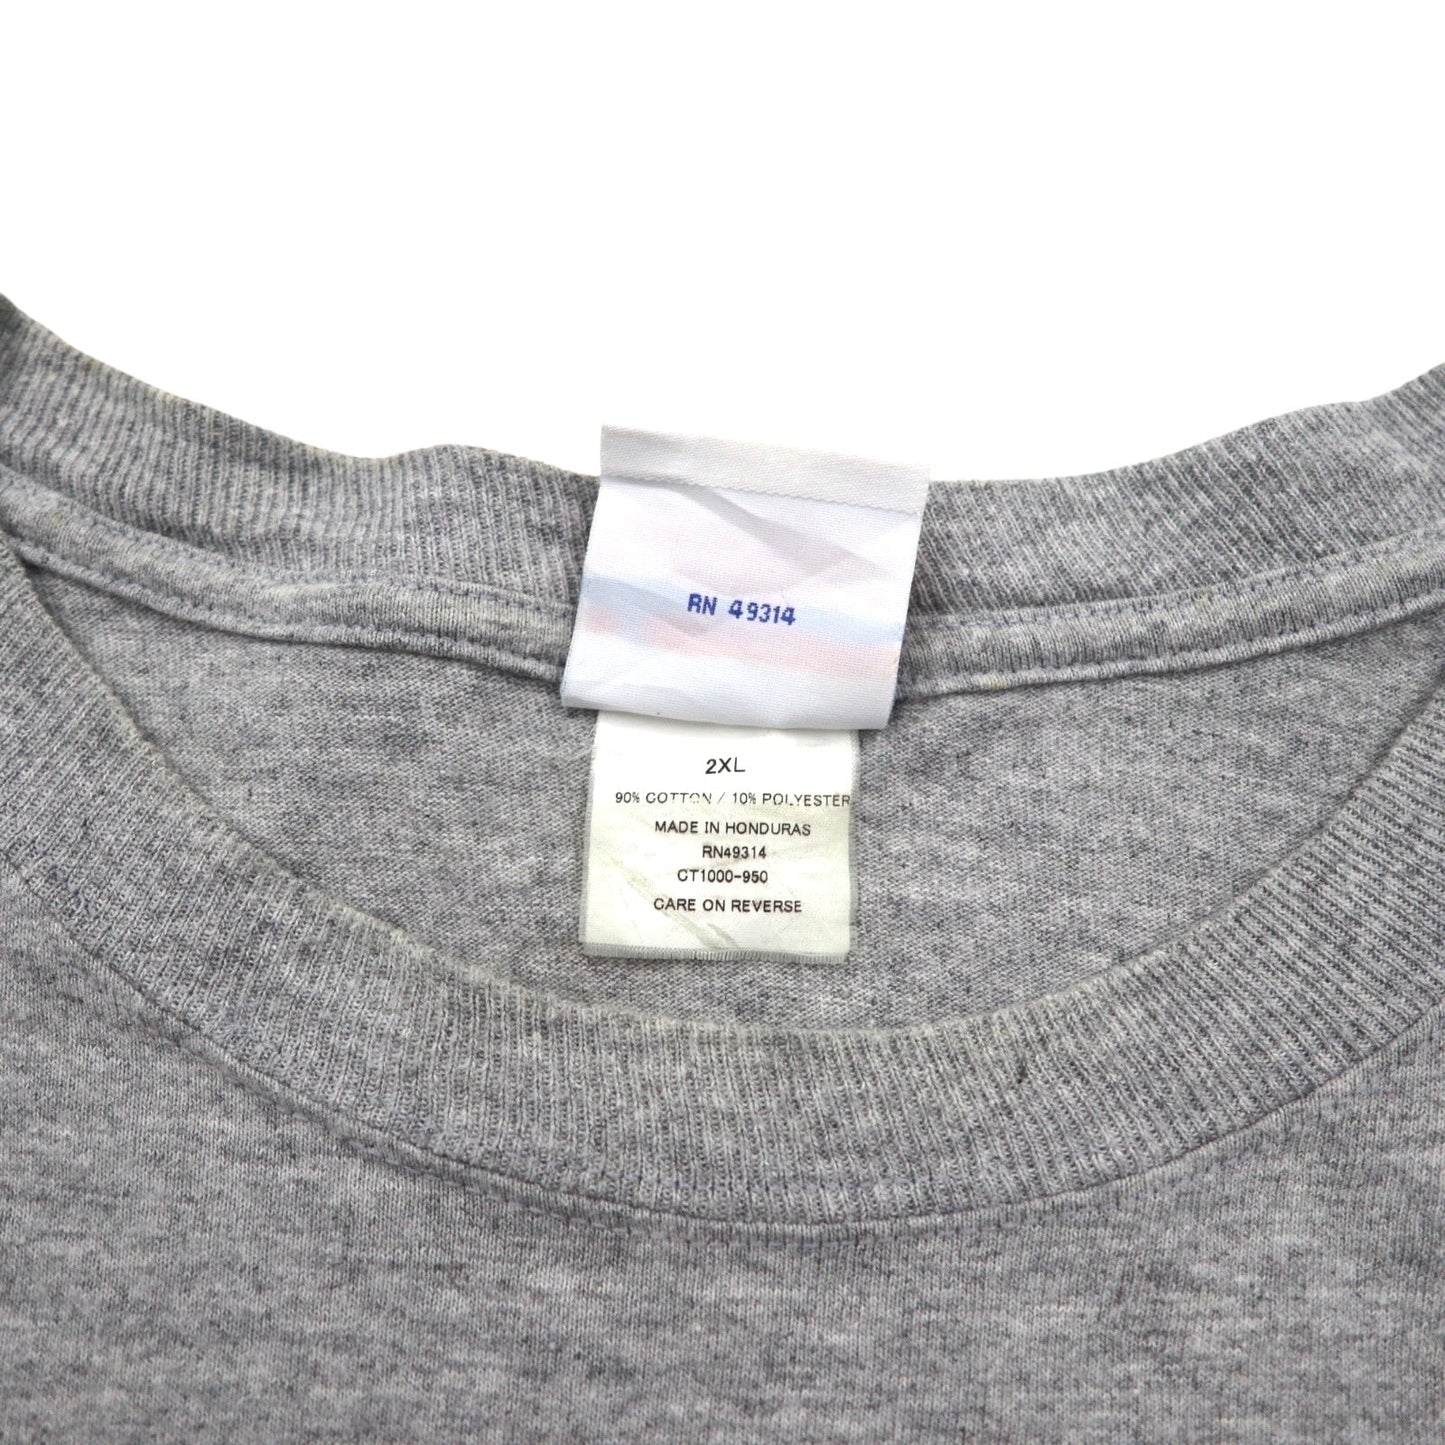 RN 49314
2XL
90% COTTON / 10% POLYESTER
MADE IN HONDURAS
RN49314
CT1000-950
CARE ON REVERSE